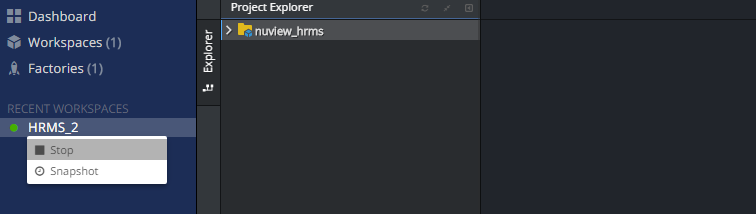 Dashboard
Workspaces (1)
Factories (1)
RECENT WORKSPACES
HRMS_2
Stop
Snapshot
Explorer
Project Explorer
nuview_hrms